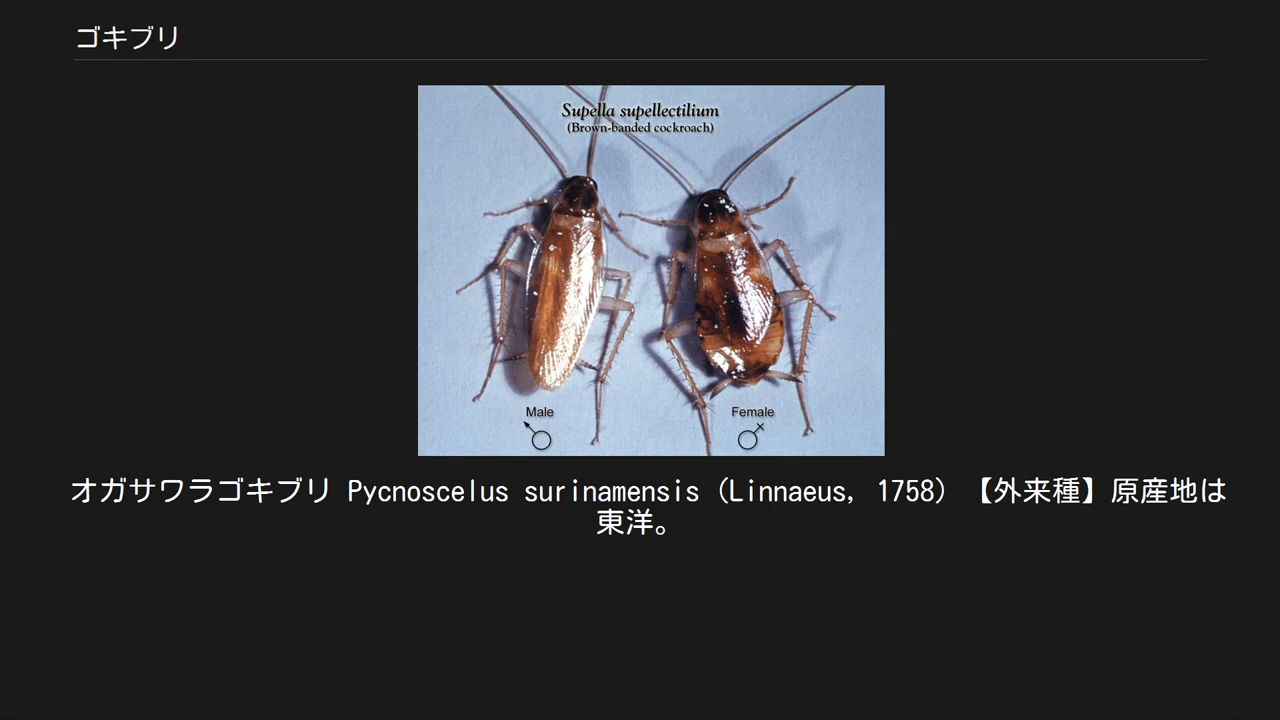 ゴキブリ
Supella supellectilium
(Brown-banded cockroach)
Male
Female
オガサワラゴキブリ Pycnoscelus surinamensis (Linnaeus, 1758) 【外来種】原産地は
東洋。